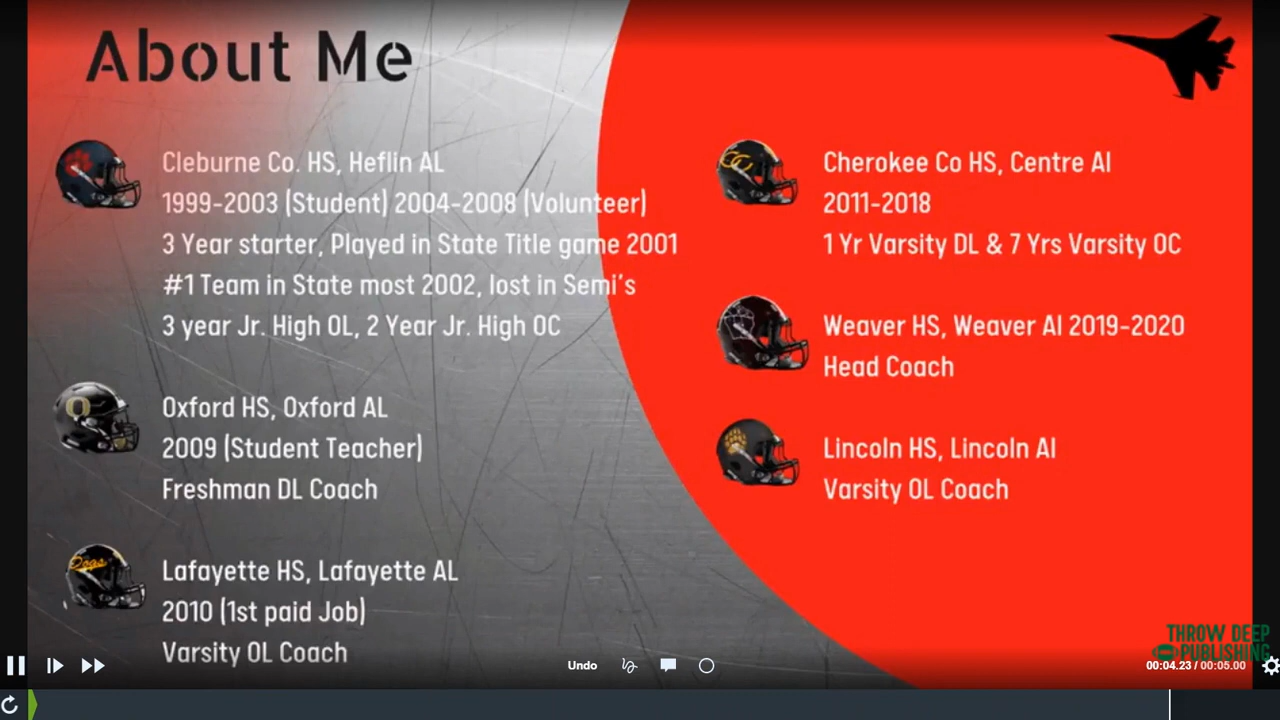 About Me
Cleburne Co. HS, Heflin AL
1999-2003 (Student) 2004-2008 (Volunteer)
3 Year starter, Played in State Title game 2001
#1 Team in State most 2002, lost in Semi's
3 year Jr. High OL, 2 Year Jr. High OC
Oxford HS, Oxford AL
2009 (Student Teacher)
Freshman DL Coach
Dogs
Lafayette HS, Lafayette AL
2010 (1st paid Job)
Varsity OL Coach
Cherokee Co HS, Centre Al
2011-2018
1 Yr Varsity DL & 7 Yrs Varsity OC
Weaver HS, Weaver Al 2019-2020
Head Coach
Lincoln HS, Lincoln Al
Varsity OL Coach
THROW DEEP
PUBLISHING
Undo
00:04.23 / 00:05.00